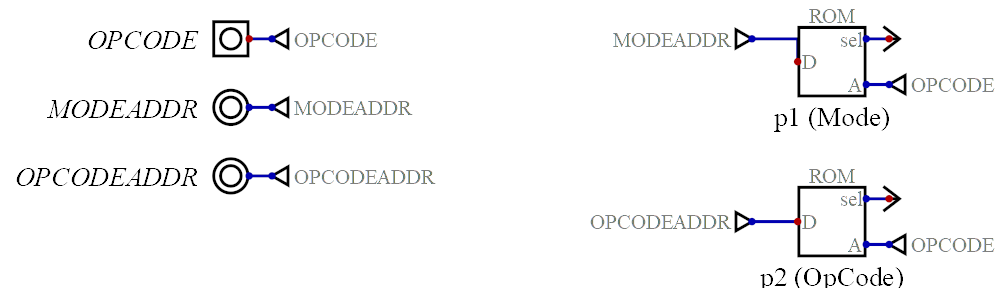 OPCODE OPCODE
MODEADDR MODEADDR
OPCODEADDR OPCODEADDR
ROM
MODEADDR sel
D
A OPCODE
p1 (Mode)
ROM
sel
OPCODEADDR D
A OPCODE
p2 (OpCode)